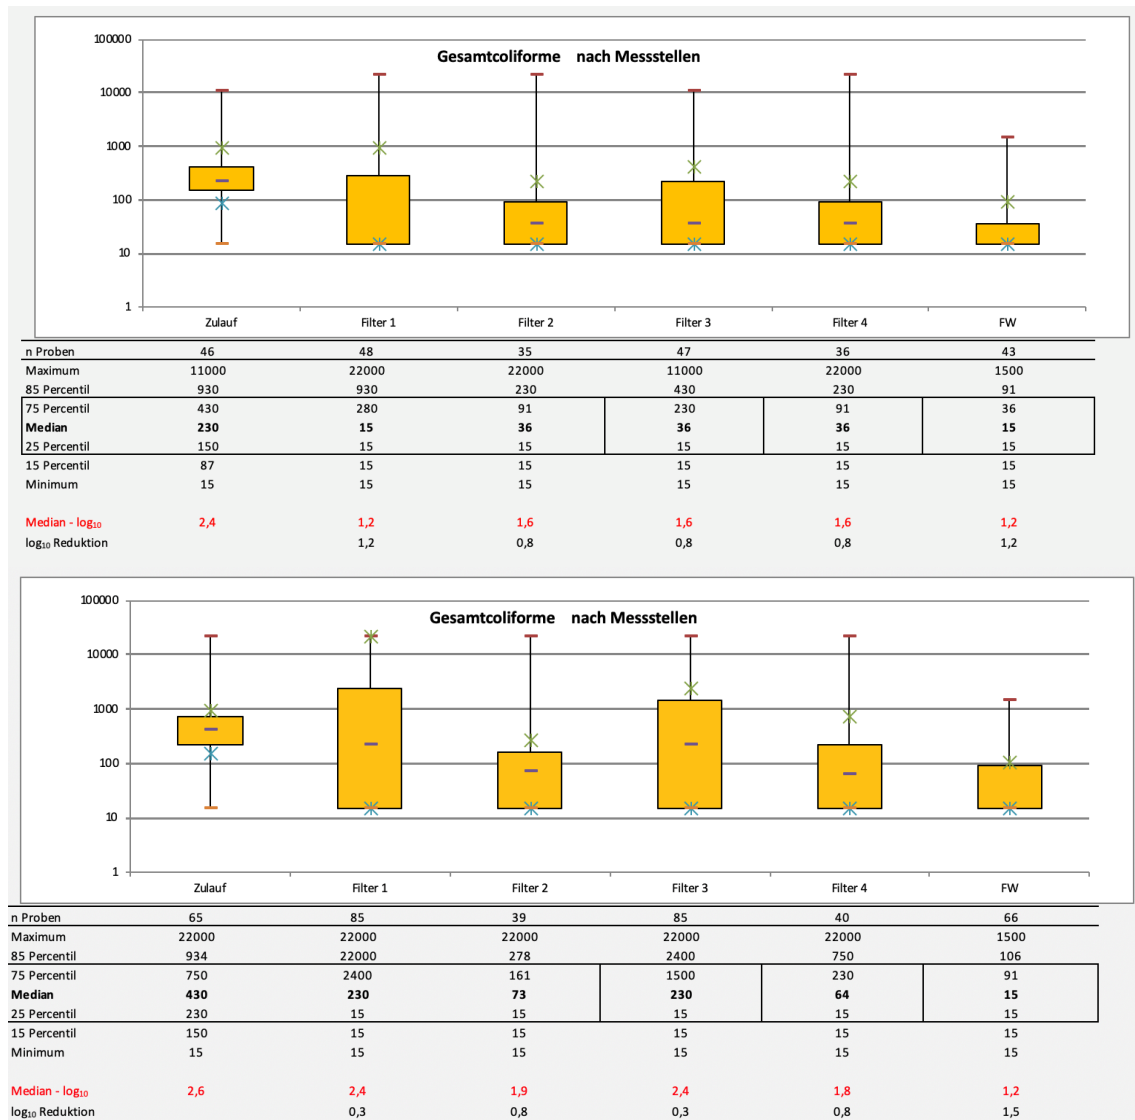 Gesamtcoliforme nach Messstellen
100000
10000
1000
100
10
1
Zulauf Filter 1 Filter 2 Filter 3 Filter 4 FW
n Proben 46 48 35 47 36 43
Maximum 11000 22000 22000 11000 22000 1500
85 Percentil 930 930 230 430 230 91
75 Percentil 430 280 91 230 91 36
Median 230 15 36 36 36 15
25 Percentil 150 15 15 15 15 15
15 Percentil 87 15 15 15 15 15
Minimum 15 15 15 15 15 15
Median - log₁₀ 2,4 1,2 1,6 1,6 1,6 1,2
log₁₀ Reduktion 1,2 0,8 0,8 0,8 1,2
Gesamtcoliforme nach Messstellen
100000
10000
1000
100
10
1
Zulauf Filter 1 Filter 2 Filter 3 Filter 4 FW
n Proben 65 85 39 85 40 66
Maximum 22000 22000 22000 22000 22000 1500
85 Percentil 934 22000 278 2400 750 106
75 Percentil 750 2400 161 1500 230 91
Median 430 230 73 230 64 15
25 Percentil 230 15 15 15 15 15
15 Percentil 150 15 15 15 15 15
Minimum 15 15 15 15 15 15
Median - log₁₀ 2,6 2,4 1,9 2,4 1,8 1,2
log₁₀ Reduktion 0,3 0,8 0,3 0,8 1,5